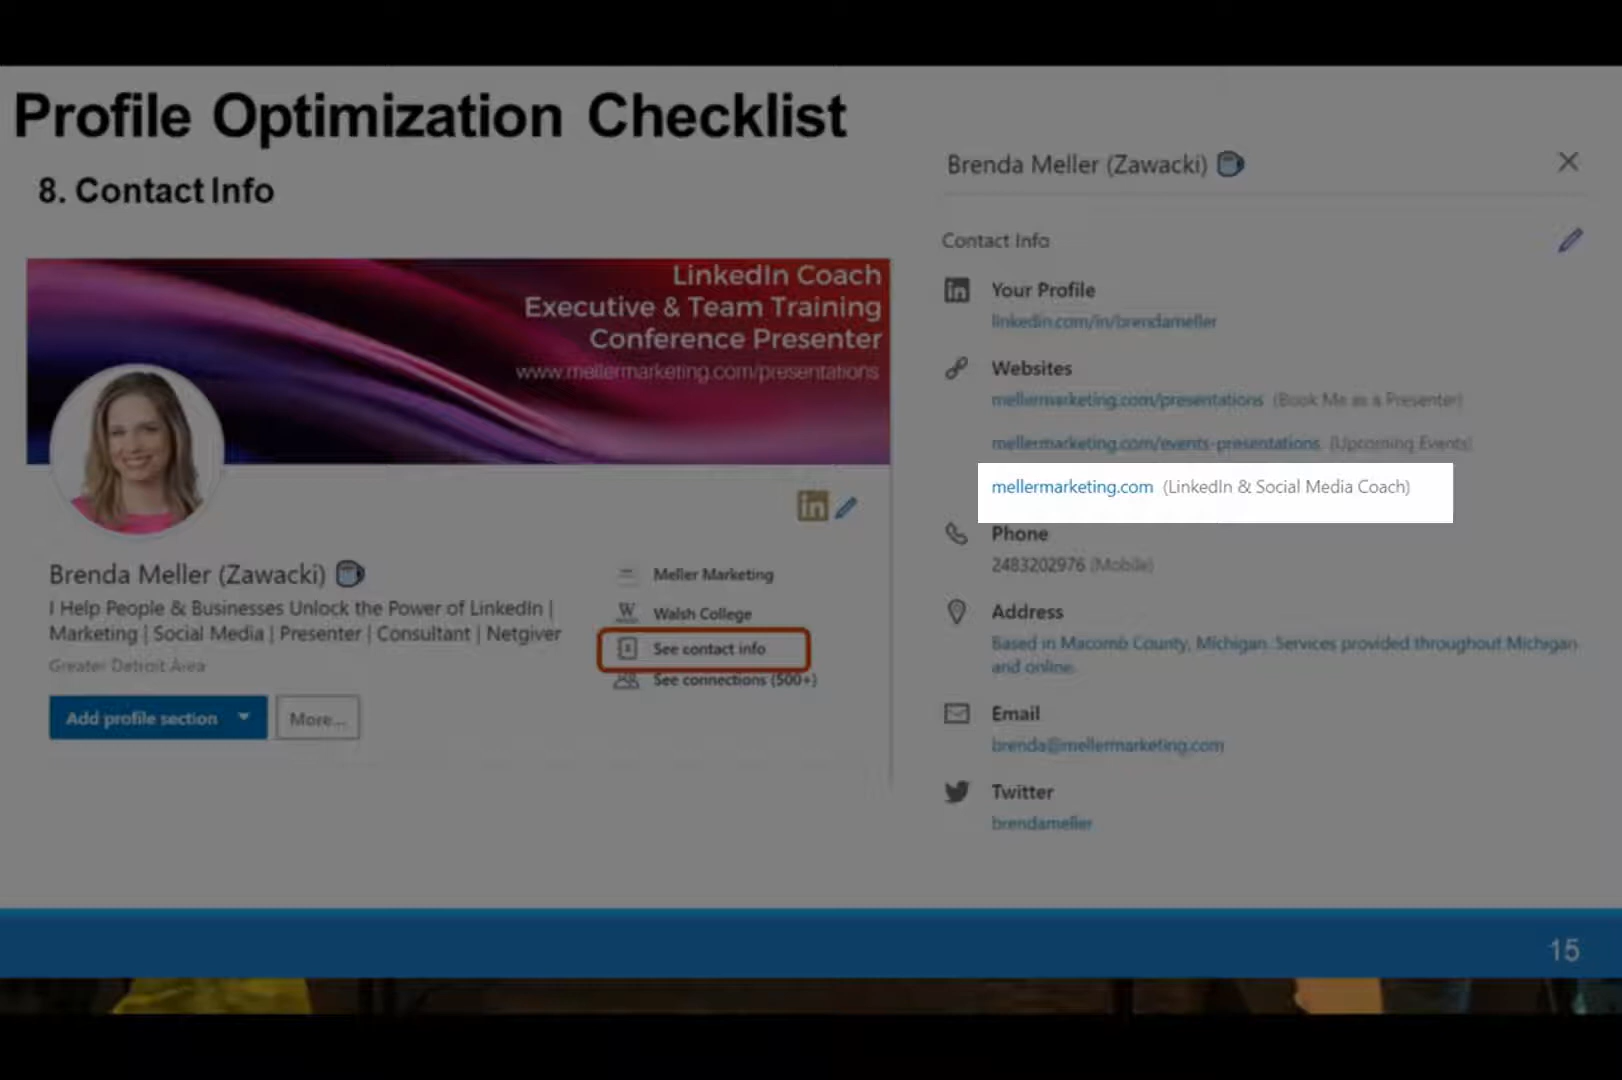 Profile Optimization Checklist
8. Contact Info
LinkedIn Coach
Executive & Team Training
Conference Presenter
www.mellermarketing.com/presentations
in
Brenda Meller (Zawacki)
I Help People & Businesses Unlock the Power of LinkedIn |
Marketing | Social Media | Presenter | Consultant | Netgiver
Greater Detroit Area
Add profile section
More...
Meller Marketing
W Walsh College
See contact info
See connections (500+)
Brenda Meller (Zawacki)
Contact Info
in Your Profile
linkedin.com/in/brendameller
Websites
mellermarketing.com/presentations (Book Me as a Presenter)
mellermarketing.com/events-presentations (Upcoming Events)
mellermarketing.com (LinkedIn & Social Media Coach)
Phone
2483202976 (Mobile)
Address
Based in Macomb County, Michigan. Services provided throughout Michigan
and online.
Email
brenda@mellermarketing.com
Twitter
brendameller
15